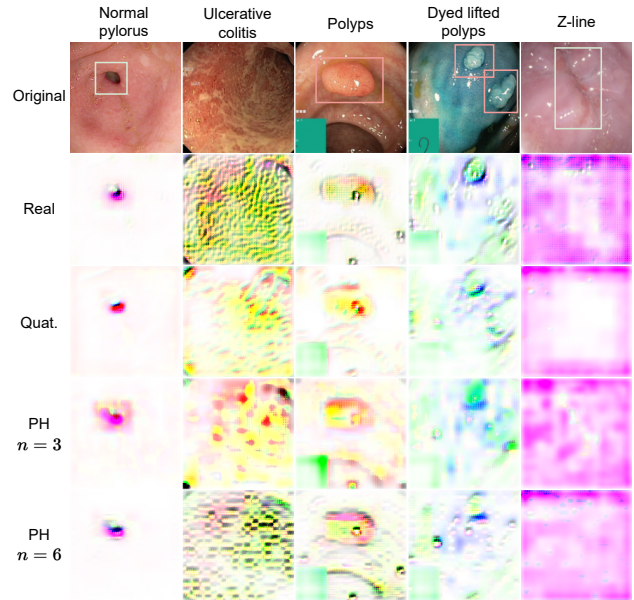 Normal
pylorus
Ulcerative
colitis
Polyps
Dyed lifted
polyps
Z-line
Original
Real
Quat.
PH
n = 3
PH
n = 6